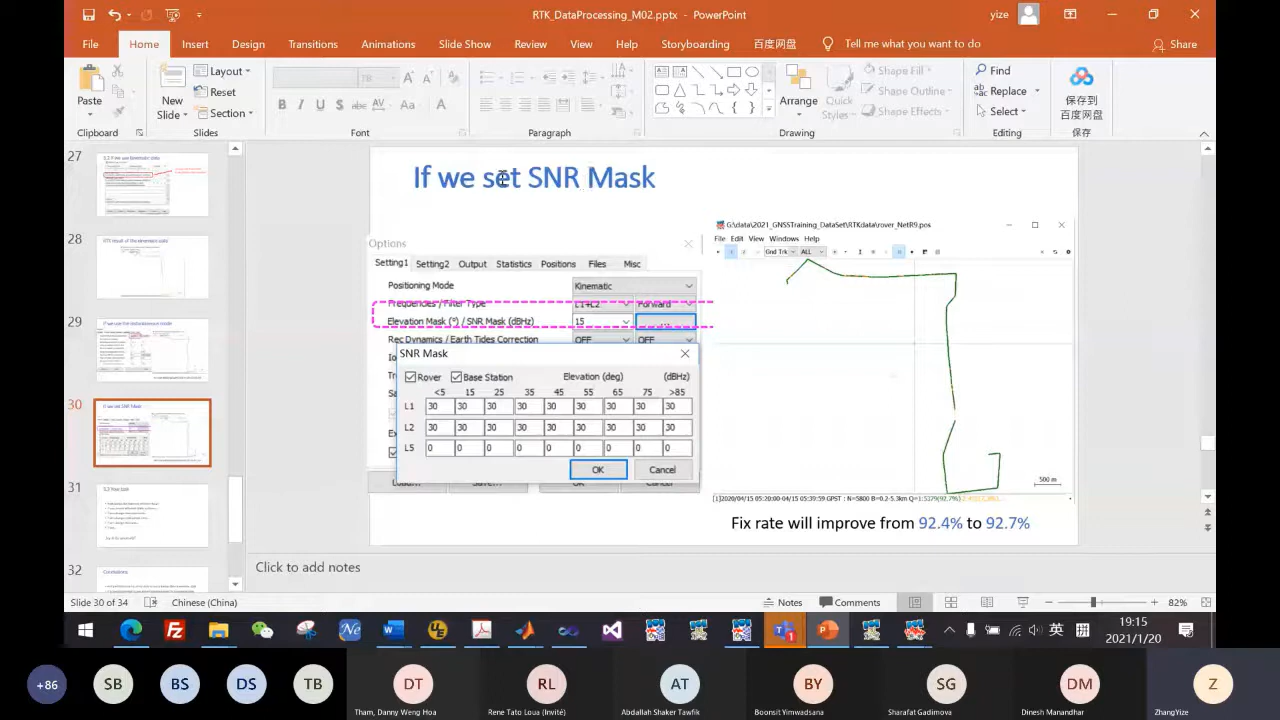 RTK_DataProcessing_M02.pptx - PowerPoint
yize
File Home Insert Design Transitions Animations Slide Show Review View Help Storyboarding 百度网盘 Tell me what you want to do Share
Paste
Clipboard
New Slide
Layout
Reset
Section
Slides
Font
Paragraph
Arrange
Quick Styles
Shape Fill
Shape Outline
Shape Effects
Drawing
Find
Replace
Select
Editing
保存到
百度网盘
保存
27
28
29
30
31
32
If we set SNR Mask
Options
Setting1 Setting2 Output Statistics Positions Files Misc
Positioning Mode Kinematic
Frequencies / Filter Type L1+L2 Forward
Elevation Mask (°) / SNR Mask (dBHz) 15 ...
Rec Dynamics / Earth Tides Correction OFF OFF
SNR Mask
Rover Base Station Elevation (deg) (dBHz)
<5 15 25 35 45 55 65 75 >85
L1 30 30 30 30 30 30 30 30 30
L2 30 30 30 30 30 30 30 30 30
L5 0 0 0 0 0 0 0 0 0
OK Cancel
G:\data\2021_GNSSTraining_DataSet\RTKdata\rover_NetR9.pos
File Edit View Windows Help
Gnd Trk ALL
500 m
Fix rate will improve from 92.4% to 92.7%
Click to add notes
Slide 30 of 34 Chinese (China) Notes Comments 82%
英 拼
19:15
2021/1/20
+86 SB BS DS TB DT RL AT BY SG DM Z
Tham, Danny Weng Hoa
Rene Tato Loua (Invité)
Abdallah Shaker Tawfik
Boonsit Yimwadsana
Sharafat Gadimova
Dinesh Manandhar
ZhangYize